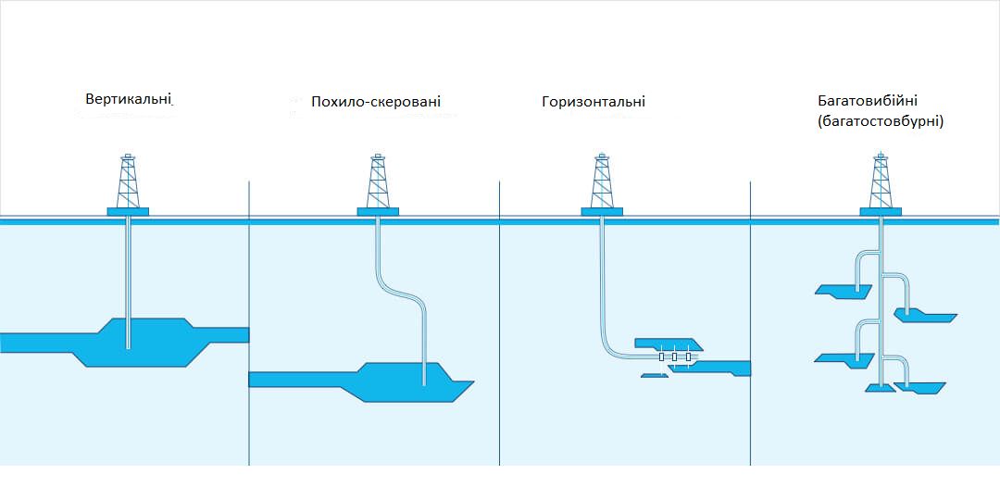 Вертикальні
Похило-скеровані
Горизонтальні
Багатовибійні
(багатостовбурні)